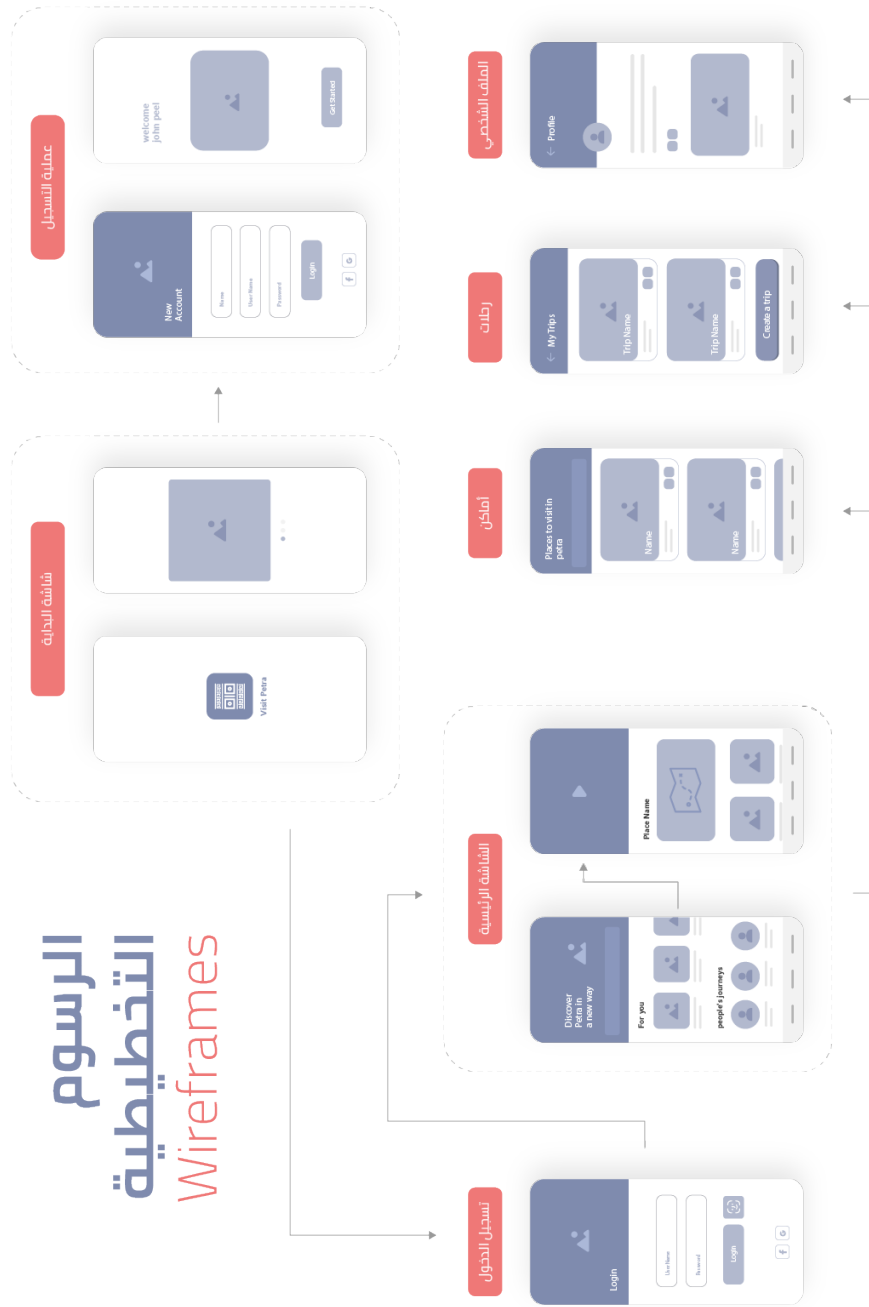 الرسوم
التخطيطية
Wireframes
شاشة البداية
Visit Petra
عملية التسجيل
New
Account
Name
User Name
Password
Login
welcome
john peel
Get Started
تسجيل الدخول
Login
User Name
Password
Login
الشاشة الرئيسية
Discover
Petra in
a new way
For you
people's journeys
Place Name
أماكن
Places to visit in
petra
Name
Name
رحلات
My Trips
Trip Name
Trip Name
Create a trip
الملف الشخصي
Profile